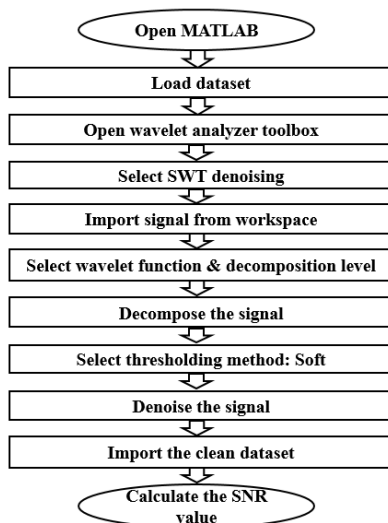 Open MATLAB
Load dataset
Open wavelet analyzer toolbox
Select SWT denoising
Import signal from workspace
Select wavelet function & decomposition level
Decompose the signal
Select thresholding method: Soft
Denoise the signal
Import the clean dataset
Calculate the SNR
value